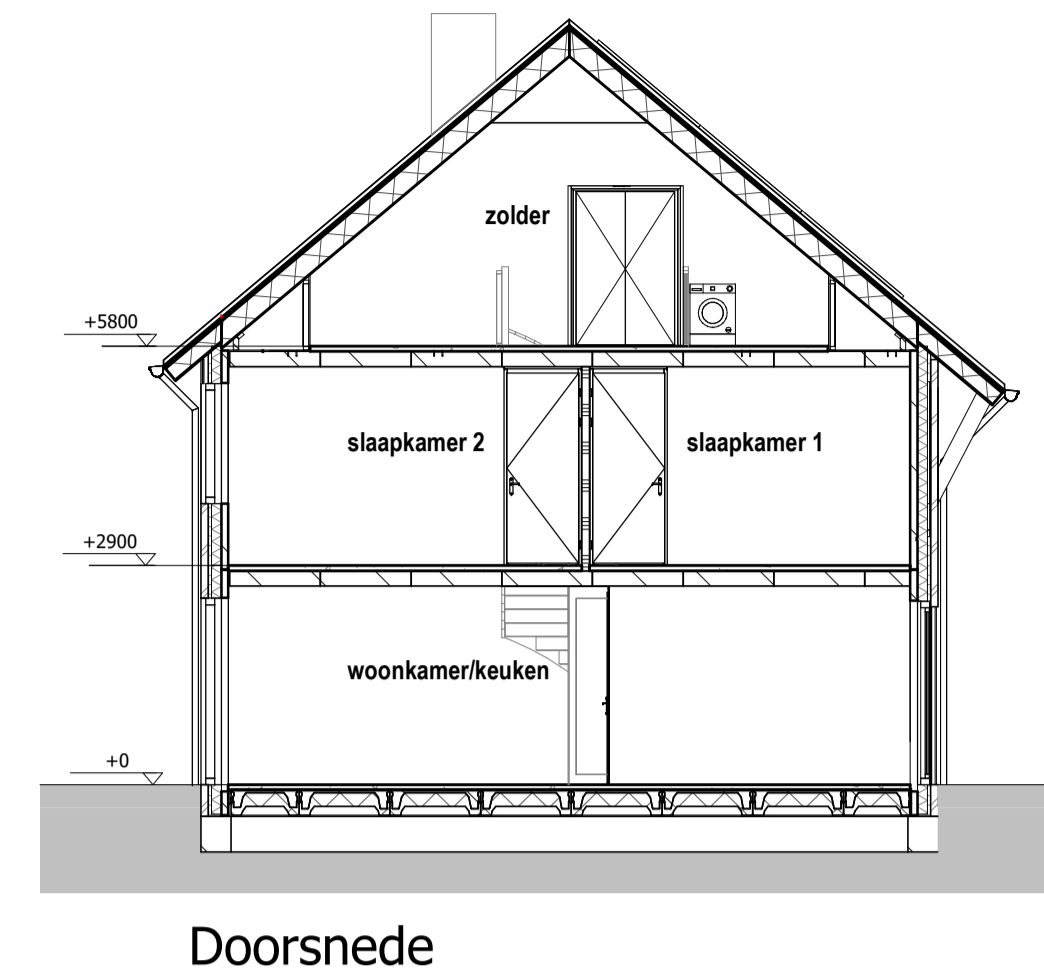 zolder
+5800
slaapkamer 2
slaapkamer 1
+2900
woonkamer/keuken
+0
Doorsnede